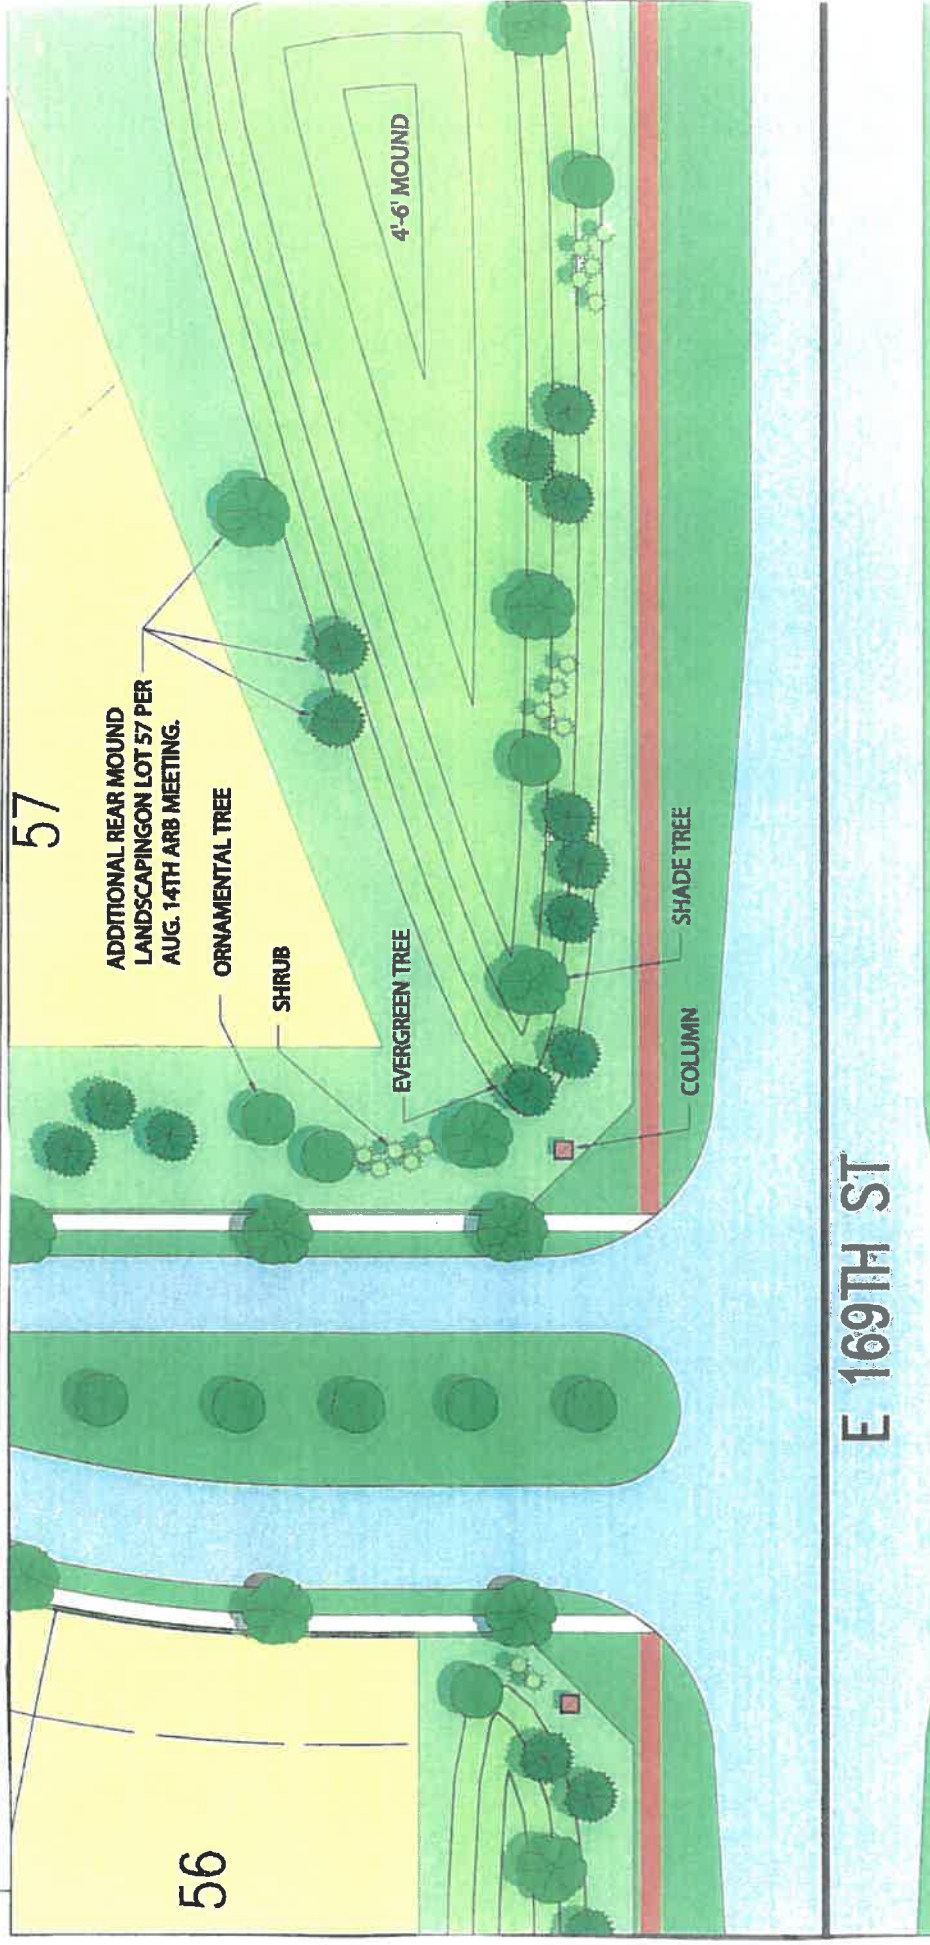 57
ADDITIONAL REAR MOUND
LANDSCAPINGON LOT 57 PER
AUG. 14TH ARB MEETING.
ORNAMENTAL TREE
SHRUB
EVERGREEN TREE
4'-6' MOUND
SHADE TREE
COLUMN
56
E 169TH ST